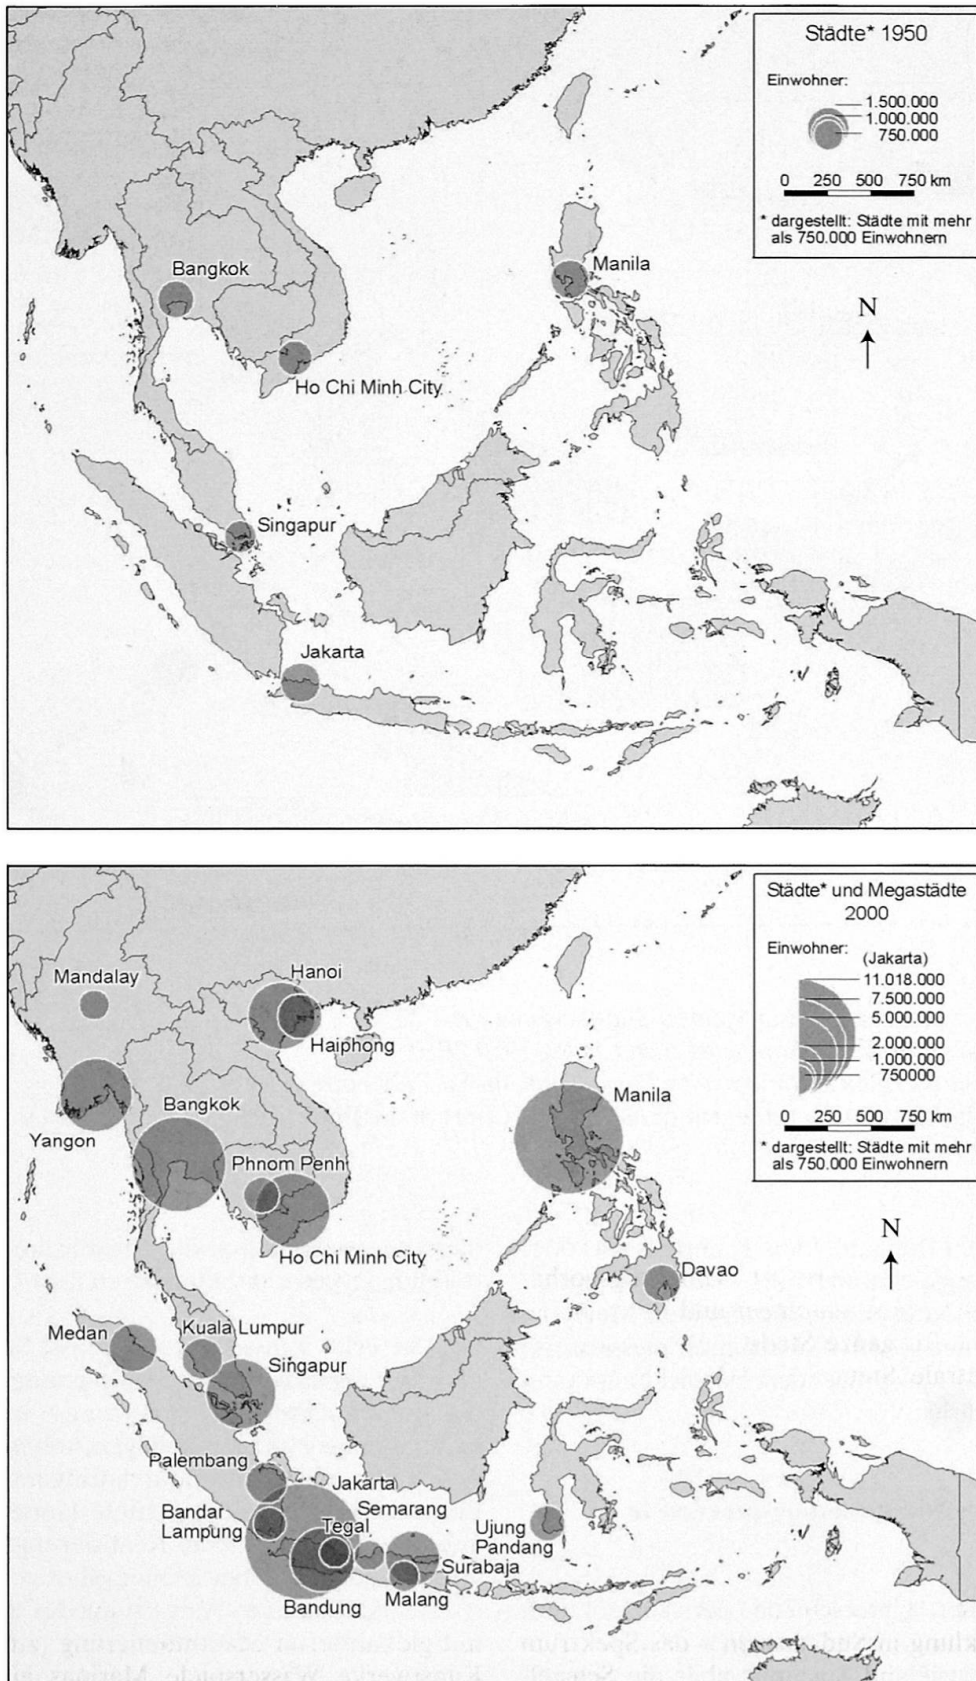 Städte* 1950
Einwohner:
1.500.000
1.000.000
750.000
0 250 500 750 km
* dargestellt: Städte mit mehr
als 750.000 Einwohnern
N
Bangkok
Manila
Ho Chi Minh City
Singapur
Jakarta
Städte* und Megastädte
2000
Einwohner:
(Jakarta)
11.018.000
7.500.000
5.000.000
2.000.000
1.000.000
750000
0 250 500 750 km
* dargestellt: Städte mit mehr
als 750.000 Einwohnern
N
Mandalay
Hanoi
Haiphong
Yangon
Bangkok
Manila
Phnom Penh
Ho Chi Minh City
Davao
Medan
Kuala Lumpur
Singapur
Palembang
Jakarta
Bandar
Lampung
Semarang
Tegal
Ujung
Pandang
Surabaja
Malang
Bandung